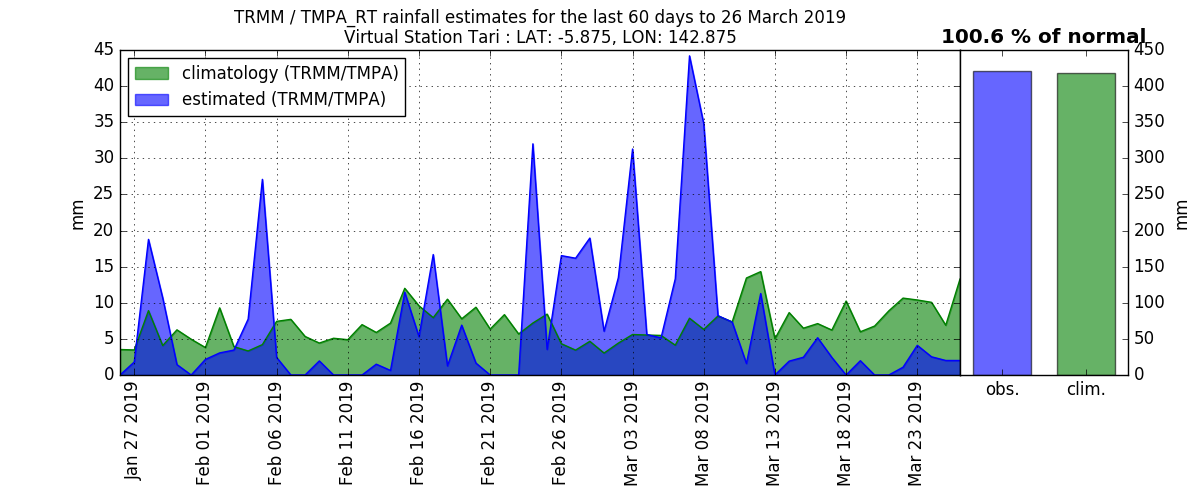 TRMM / TMPA_RT rainfall estimates for the last 60 days to 26 March 2019
Virtual Station Tari : LAT: -5.875, LON: 142.875
100.6 % of normal
climatology (TRMM/TMPA)
estimated (TRMM/TMPA)
45
40
35
30
25
20
15
10
5
0
mm
Jan 27 2019
Feb 01 2019
Feb 06 2019
Feb 11 2019
Feb 16 2019
Feb 21 2019
Feb 26 2019
Mar 03 2019
Mar 08 2019
Mar 13 2019
Mar 18 2019
Mar 23 2019
450
400
350
300
250
200
150
100
50
0
mm
obs.
clim.